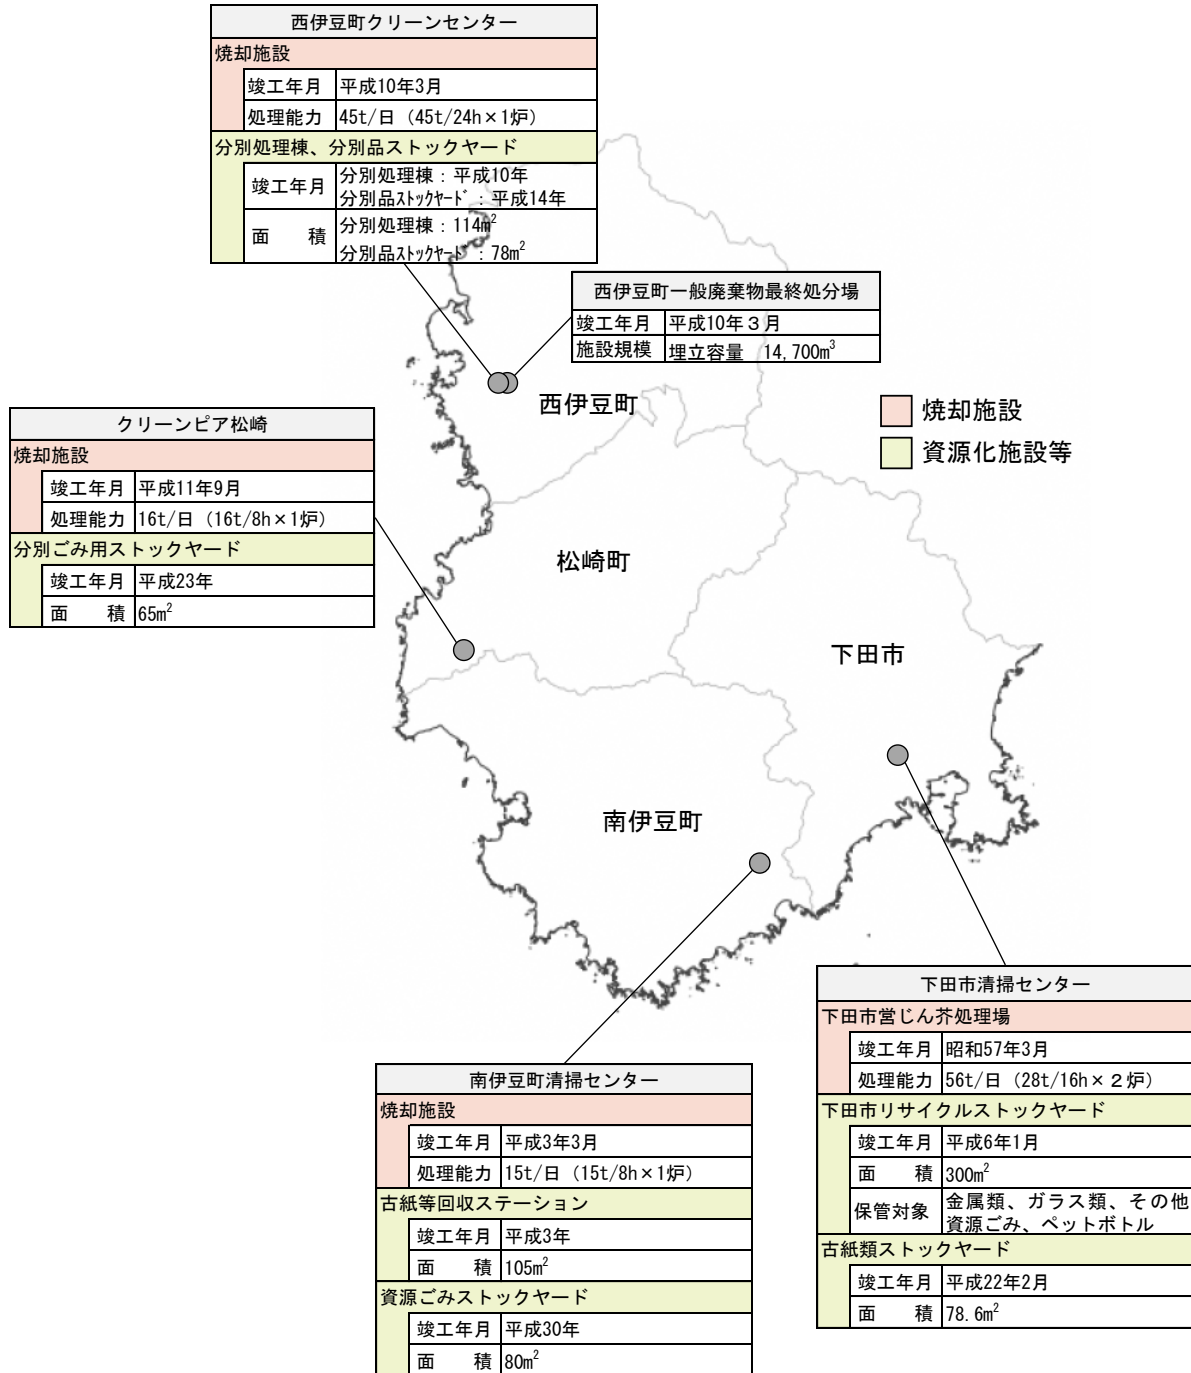 西伊豆町クリーンセンター
焼却施設
竣工年月 平成10年3月
処理能力 45t/日（45t/24h×1炉）
分別処理棟、分別品ストックヤード
竣工年月 分別処理棟：平成10年
分別品ｽﾄｯｸﾔｰﾄﾞ：平成14年
面　積 分別処理棟：114m²
分別品ｽﾄｯｸﾔｰﾄﾞ：78m²
西伊豆町一般廃棄物最終処分場
竣工年月 平成10年３月
施設規模 埋立容量　14,700m³
西伊豆町
焼却施設
資源化施設等
クリーンピア松崎
焼却施設
竣工年月 平成11年9月
処理能力 16t/日（16t/8h×1炉）
分別ごみ用ストックヤード
竣工年月 平成23年
面　積 65m²
松崎町
下田市
南伊豆町
下田市清掃センター
下田市営じん芥処理場
竣工年月 昭和57年3月
処理能力 56t/日（28t/16h×２炉）
下田市リサイクルストックヤード
竣工年月 平成6年1月
面　積 300m²
保管対象 金属類、ガラス類、その他
資源ごみ、ペットボトル
古紙類ストックヤード
竣工年月 平成22年2月
面　積 78.6m²
南伊豆町清掃センター
焼却施設
竣工年月 平成3年3月
処理能力 15t/日（15t/8h×1炉）
古紙等回収ステーション
竣工年月 平成3年
面　積 105m²
資源ごみストックヤード
竣工年月 平成30年
面　積 80m²